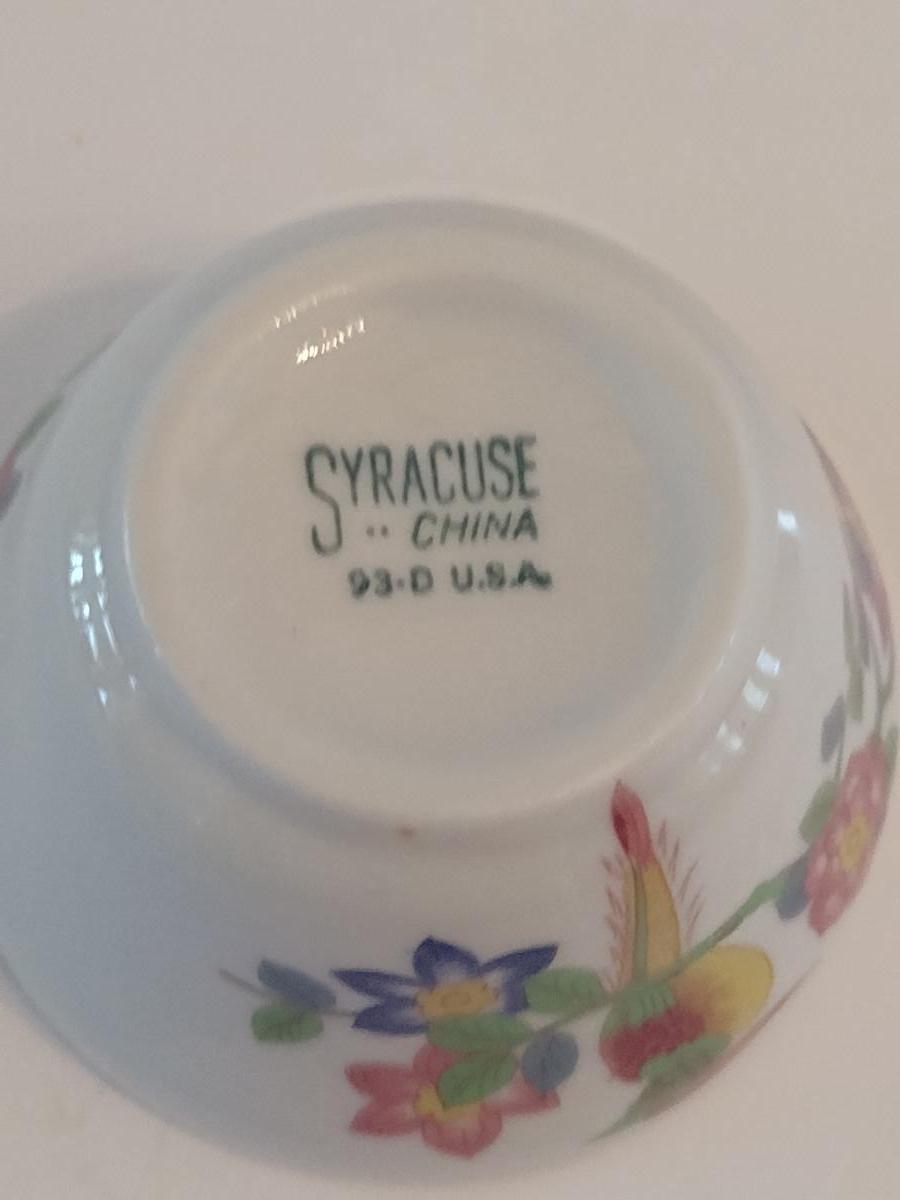 SYRACUSE
·· CHINA
93-D U.S.A.